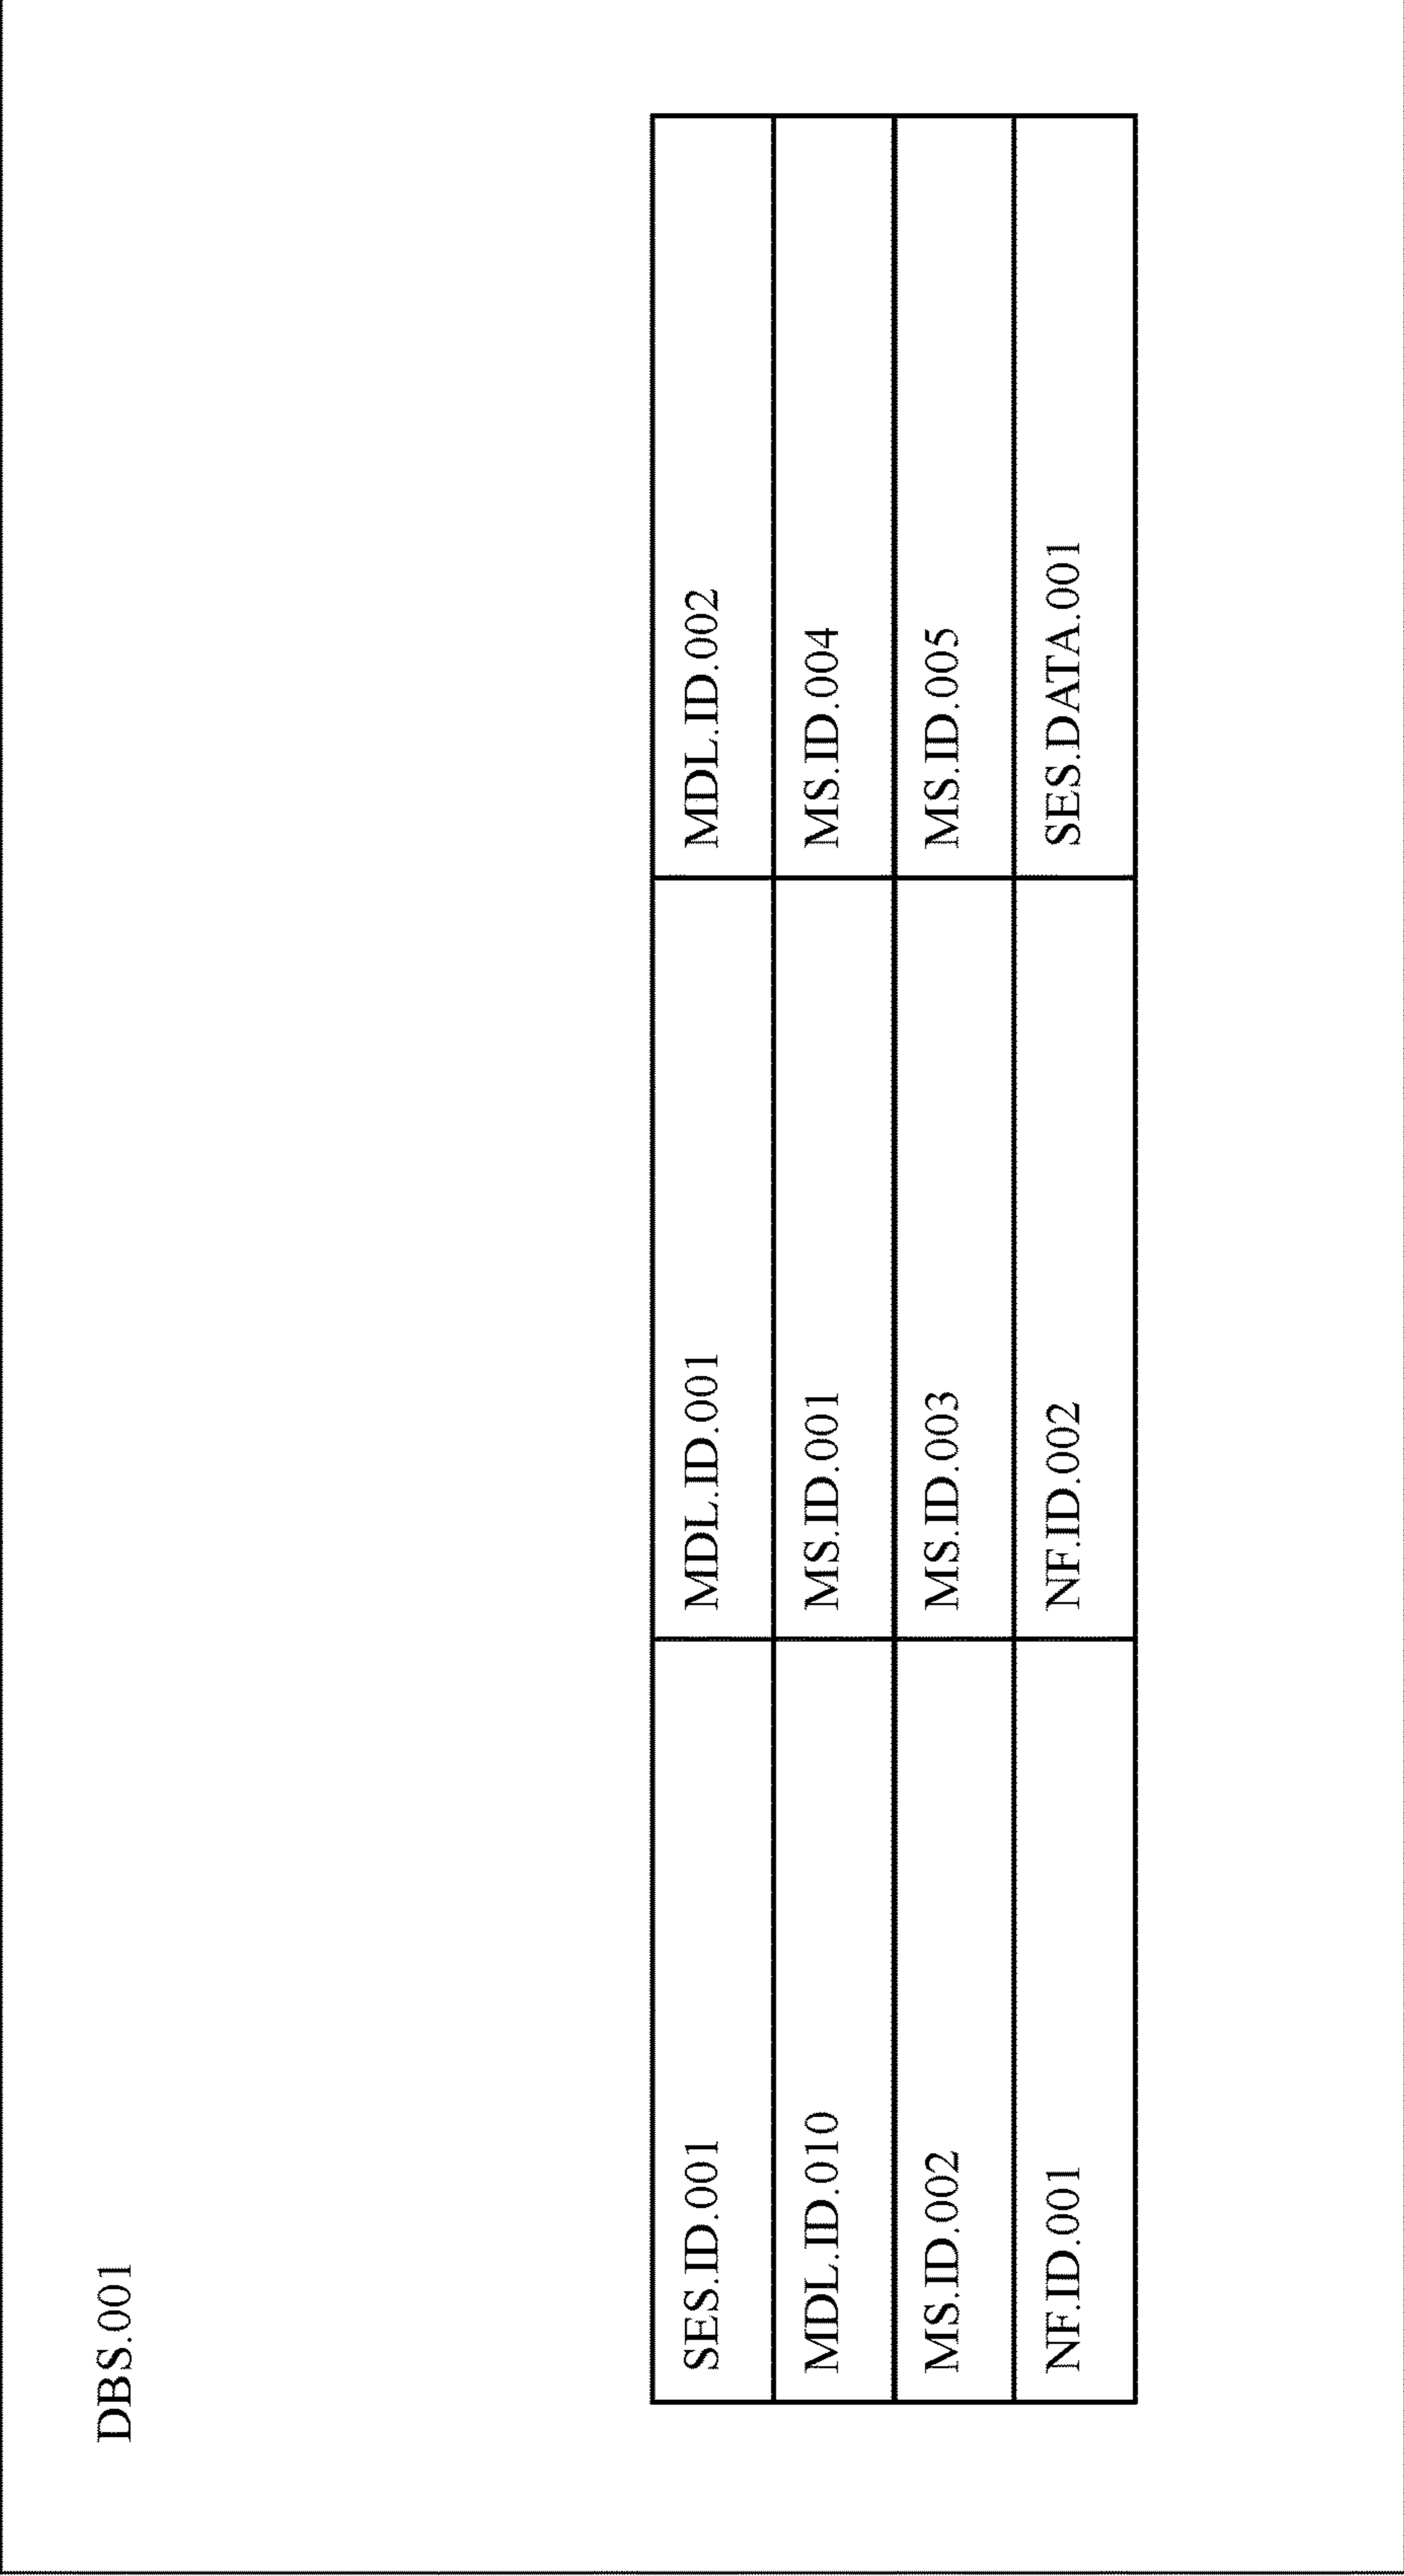 DBS.001
SES.ID.001 MDL.ID.001 MDL.ID.002
MDL.ID.010 MS.ID.001 MS.ID.004
MS.ID.002 MS.ID.003 MS.ID.005
NF.ID.001 NF.ID.002 SES.DATA.001